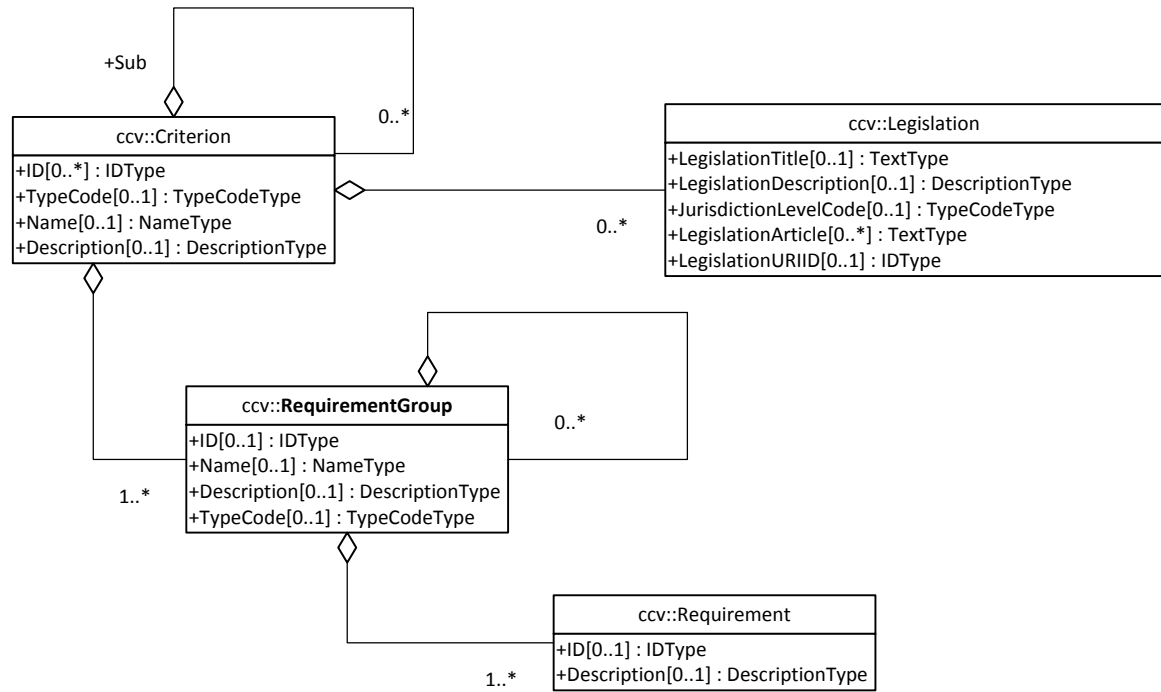 +Sub
0..*
ccv::Criterion
+ID[0..*] : IDType
+TypeCode[0..1] : TypeCodeType
+Name[0..1] : NameType
+Description[0..1] : DescriptionType
0..*
ccv::Legislation
+LegislationTitle[0..1] : TextType
+LegislationDescription[0..1] : DescriptionType
+JurisdictionLevelCode[0..1] : TypeCodeType
+LegislationArticle[0..*] : TextType
+LegislationURIID[0..1] : IDType
ccv::RequirementGroup
+ID[0..1] : IDType
+Name[0..1] : NameType
+Description[0..1] : DescriptionType
+TypeCode[0..1] : TypeCodeType
0..*
1..*
ccv::Requirement
+ID[0..1] : IDType
+Description[0..1] : DescriptionType
1..*